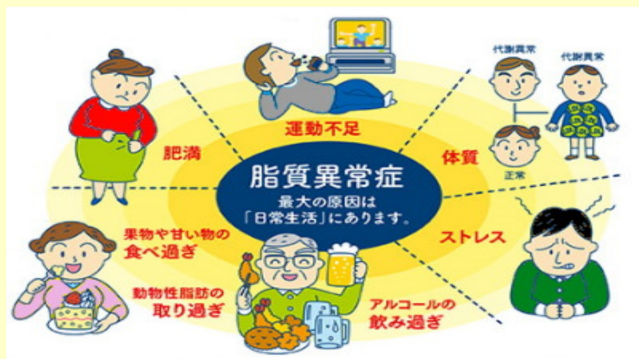 代謝異常
代謝異常
正常
運動不足
肥満
体質
脂質異常症
最大の原因は
「日常生活」にあります。
果物や甘い物の
食べ過ぎ
ストレス
動物性脂肪の
取り過ぎ
アルコールの
飲み過ぎ